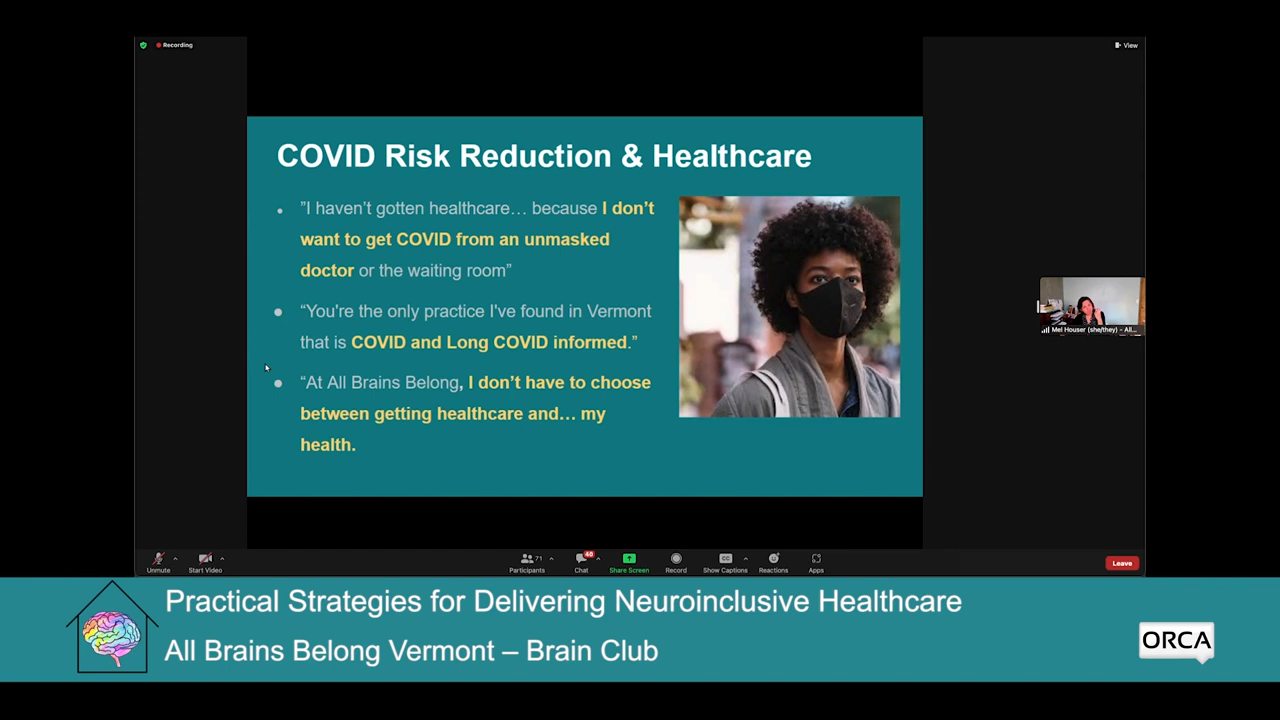 Recording
View
COVID Risk Reduction & Healthcare
• ”I haven’t gotten healthcare… because I don’t
want to get COVID from an unmasked
doctor or the waiting room”
● “You're the only practice I've found in Vermont
that is COVID and Long COVID informed.”
● “At All Brains Belong, I don’t have to choose
between getting healthcare and… my
health.
Mel Houser (she/they) - All...
Unmute
Start Video
71
Participants
48
Chat
Share Screen
Record
CC
Show Captions
Reactions
Apps
Leave
Practical Strategies for Delivering Neuroinclusive Healthcare
All Brains Belong Vermont – Brain Club
ORCA